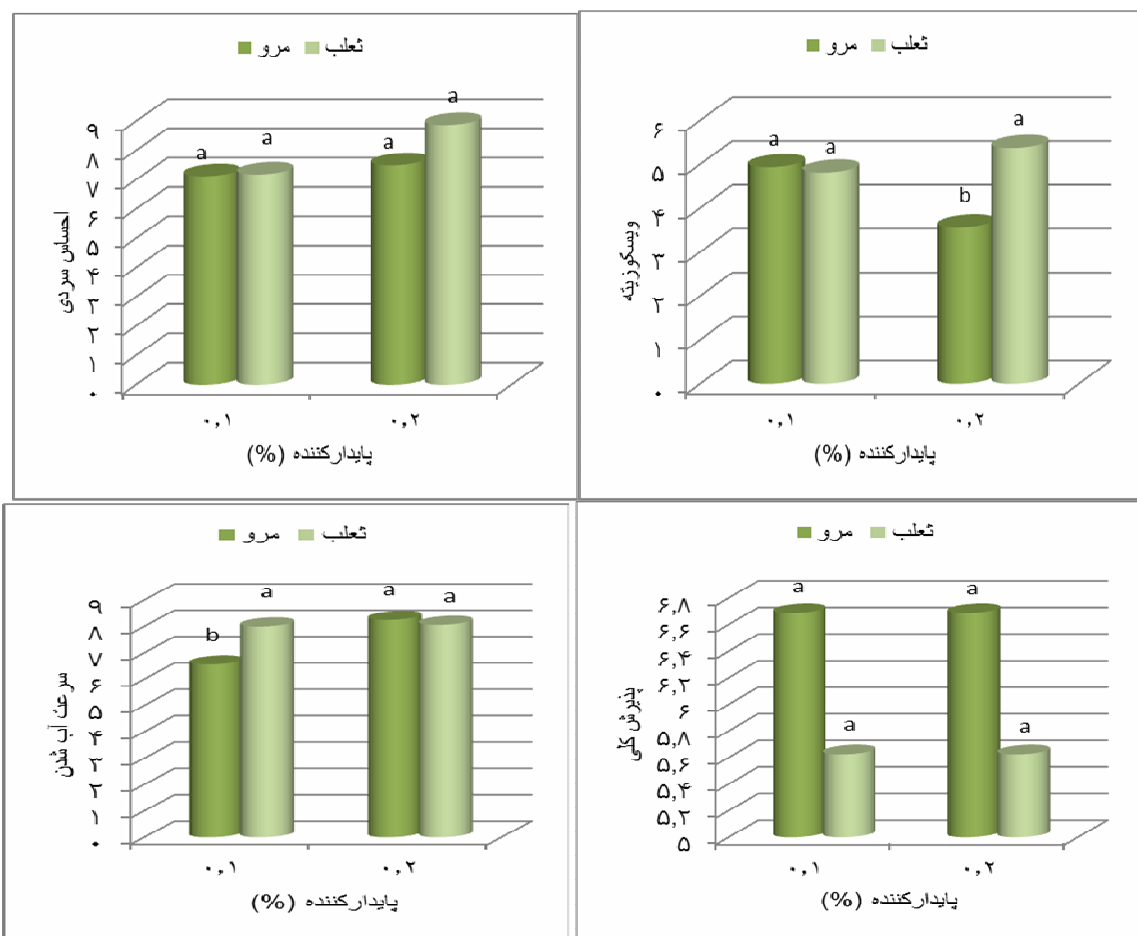 مرو ثعلب
احساس سردی
۹
۸
۷
۶
۵
۴
۳
۲
۱
۰
a a a a
۰,۱ ۰,۲
پایدارکننده (%)
مرو ثعلب
ویسکوزیته
۶
۵
۴
۳
۲
۱
۰
a a b a
۰,۱ ۰,۲
پایدارکننده (%)
مرو ثعلب
سرعت آب شدن
۹
۸
۷
۶
۵
۴
۳
۲
۱
۰
b a a a
۰,۱ ۰,۲
پایدارکننده (%)
مرو ثعلب
پذیرش کلی
۶,۸
۶,۶
۶,۴
۶,۲
۶
۵,۸
۵,۶
۵,۴
۵,۲
۵
a a a a
۰,۱ ۰,۲
پایدارکننده (%)